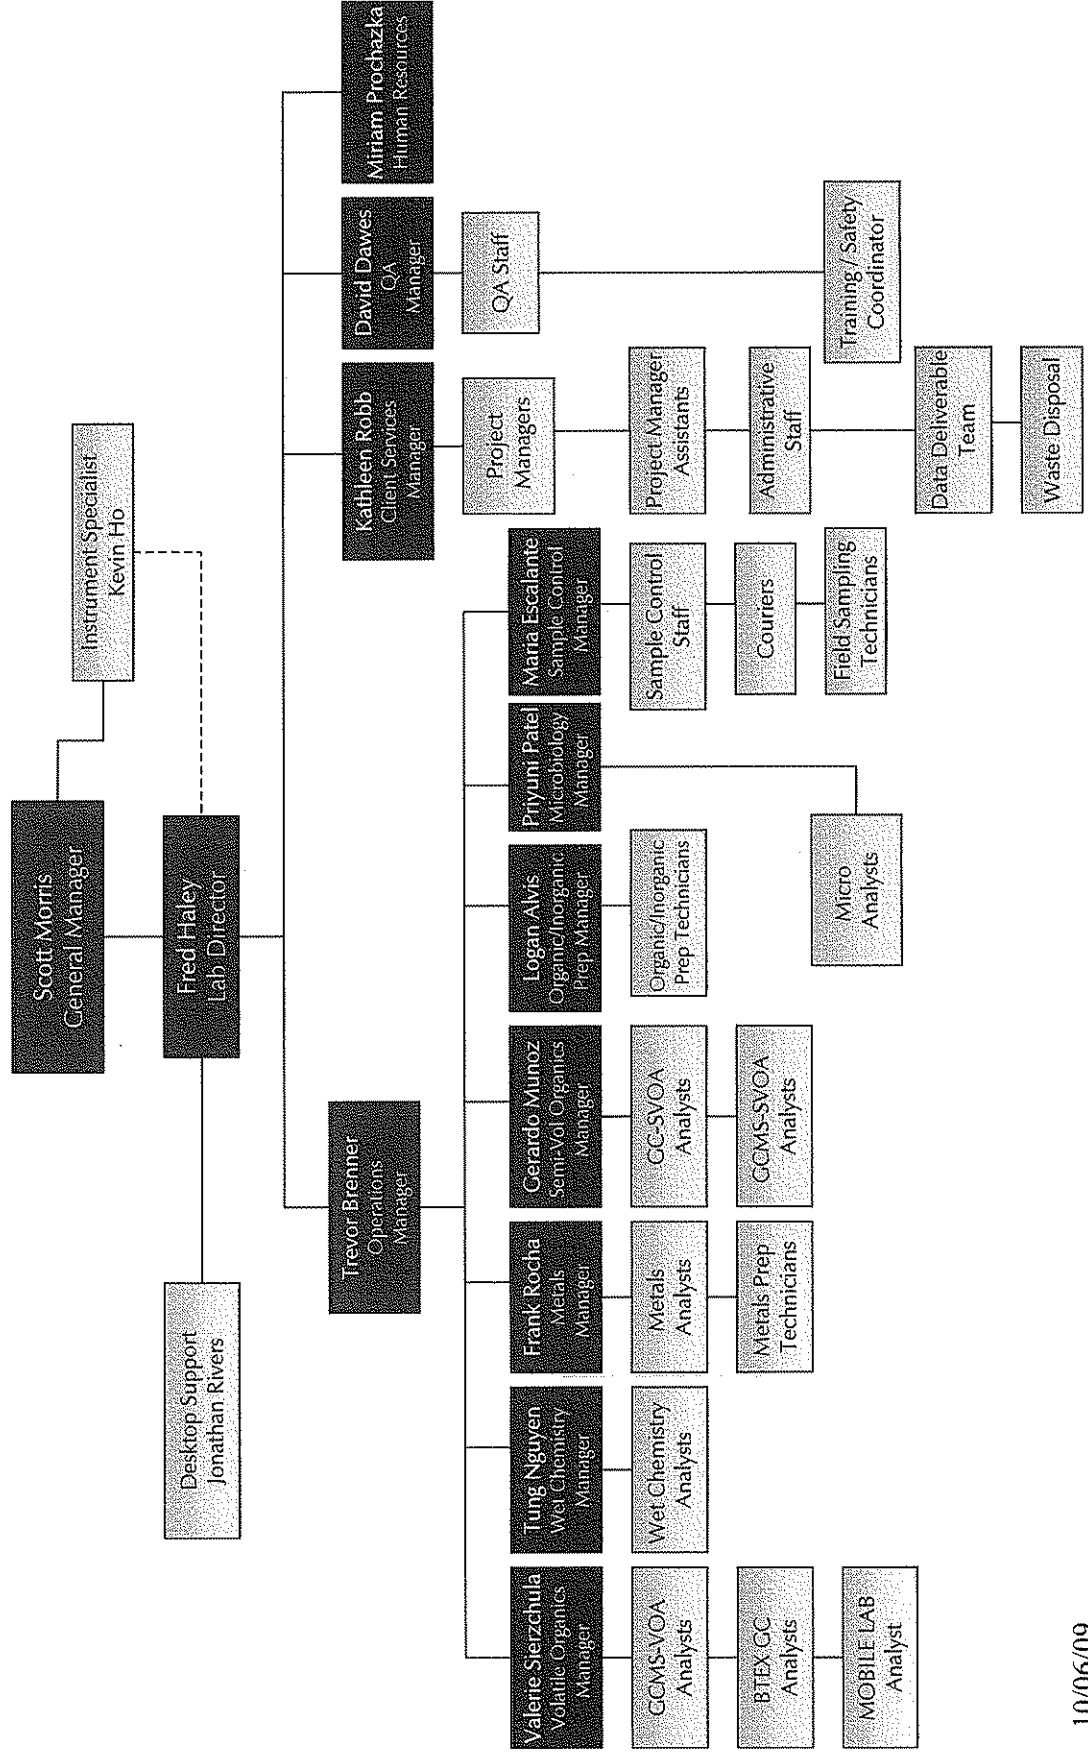 Scott Morris
General Manager
Instrument Specialist
Kevin Ho
Fred Haley
Lab Director
Desktop Support
Jonathan Rivers
Trevor Brenner
Operations
Manager
Kathleen Robb
Client Services
Manager
David Dawes
QA
Manager
Miriam Prochazka
Human Resources
Project
Managers
QA Staff
Valerie Sierzchula
Volatile Organics
Manager
Tung Nguyen
Wet Chemistry
Manager
Frank Rocha
Metals
Manager
Gerardo Munoz
Semi-Vol Organics
Manager
Logan Alvis
Organic/Inorganic
Prep Manager
Priyuni Patel
Microbiology
Manager
Maria Escalante
Sample Control
Manager
GCMS-VOA
Analysts
Wet Chemistry
Analysts
Metals
Analysts
GC-SVOA
Analysts
Organic/Inorganic
Prep Technicians
Sample Control
Staff
Project Manager
Assistants
BTEX GC
Analysts
Metals Prep
Technicians
GCMS-SVOA
Analysts
Couriers
Administrative
Staff
MOBILE LAB
Analyst
Micro
Analysts
Field Sampling
Technicians
Training / Safety
Coordinator
Data Deliverable
Team
Waste Disposal
10/06/09